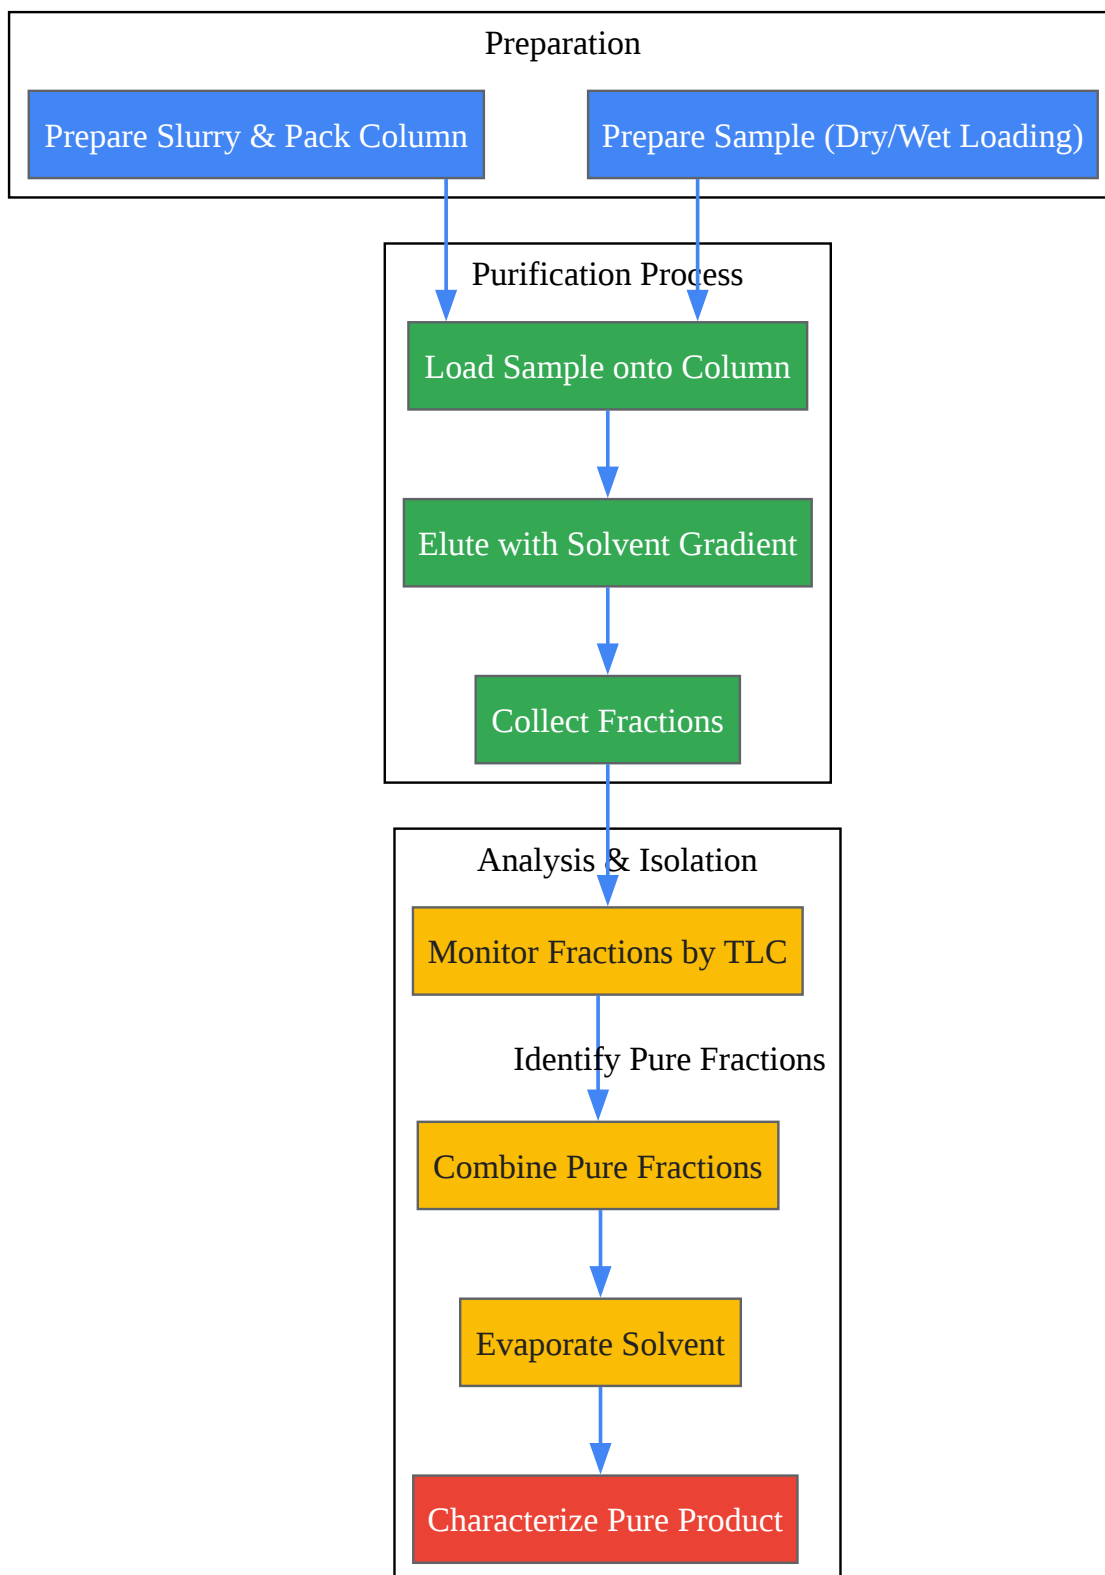 Preparation
Prepare Slurry & Pack Column
Prepare Sample (Dry/Wet Loading)
Purification Process
Load Sample onto Column
Elute with Solvent Gradient
Collect Fractions
Analysis & Isolation
Monitor Fractions by TLC
Identify Pure Fractions
Combine Pure Fractions
Evaporate Solvent
Characterize Pure Product